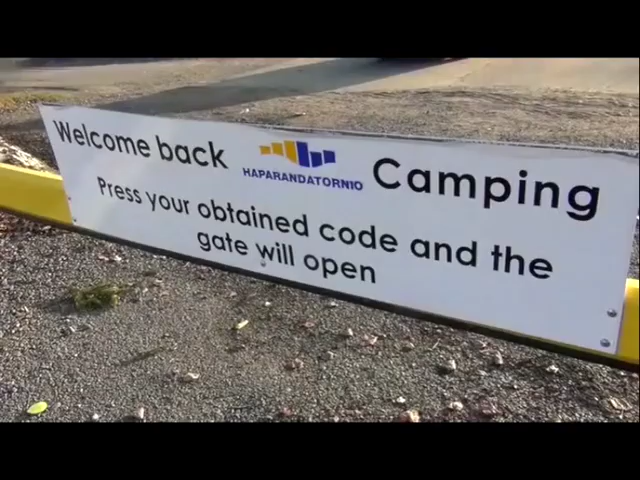 Welcome back HAPARANDATORNIO Camping
Press your obtained code and the
gate will open